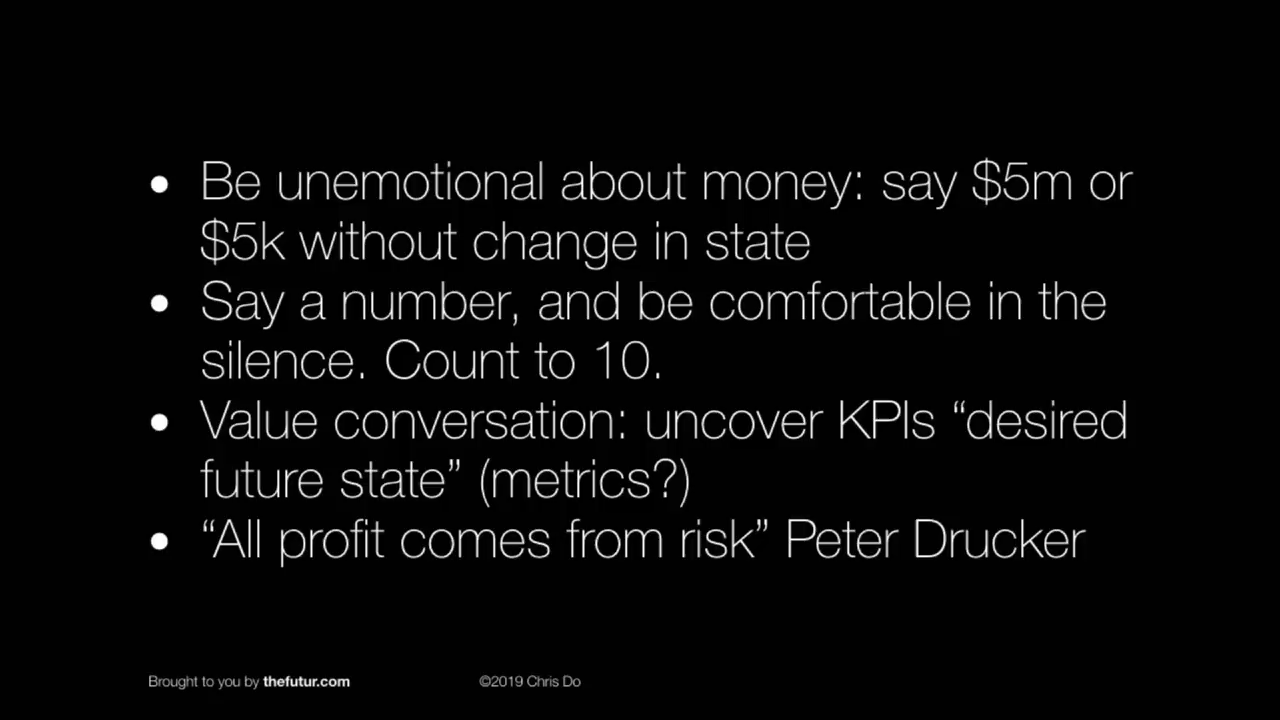 • Be unemotional about money: say $5m or
$5k without change in state
• Say a number, and be comfortable in the
silence. Count to 10.
• Value conversation: uncover KPIs “desired
future state” (metrics?)
• “All profit comes from risk” Peter Drucker
Brought to you by thefutur.com
©2019 Chris Do